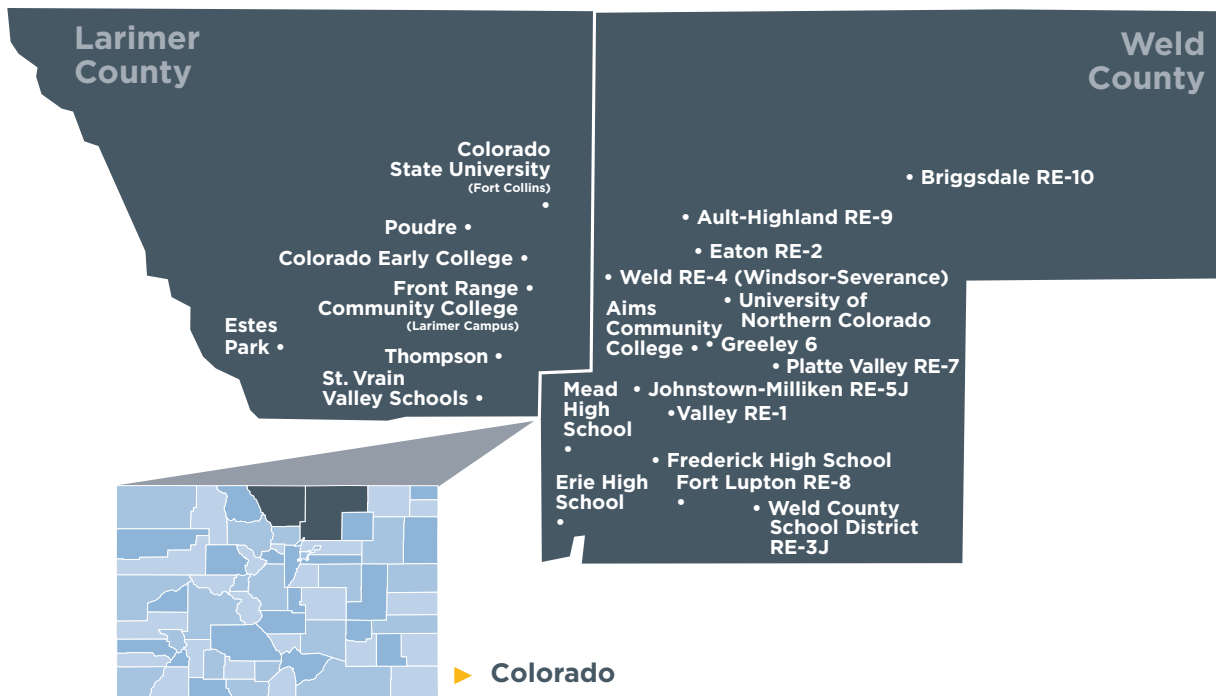 Larimer
County
Weld
County
Colorado
State University
(Fort Collins)
Poudre
Colorado Early College
Front Range
Community College
(Larimer Campus)
Estes
Park
Thompson
St. Vrain
Valley Schools
Briggsdale RE-10
Ault-Highland RE-9
Eaton RE-2
Weld RE-4 (Windsor-Severance)
University of
Northern Colorado
Aims
Community
College
Greeley 6
Platte Valley RE-7
Johnstown-Milliken RE-5J
Mead
High
School
Valley RE-1
Frederick High School
Fort Lupton RE-8
Erie High
School
Weld County
School District
RE-3J
Colorado